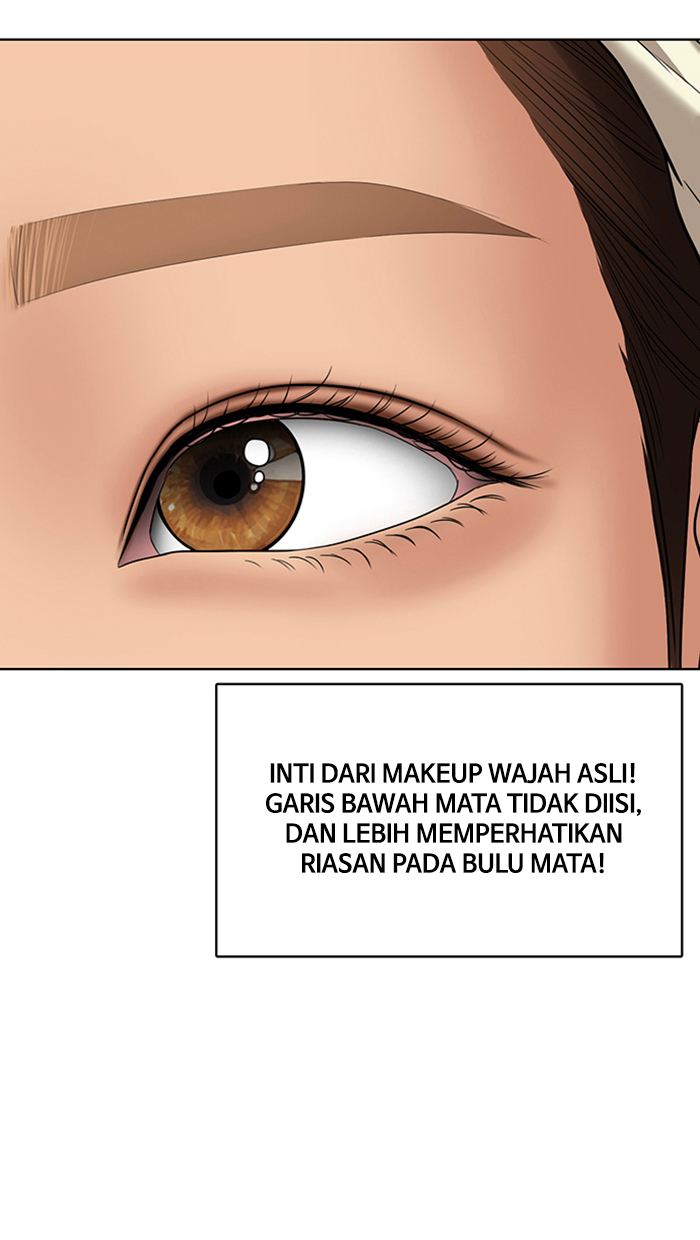 INTI DARI MAKEUP WAJAH ASLI!
GARIS BAWAH MATA TIDAK DIISI,
DAN LEBIH MEMPERHATIKAN
RIASAN PADA BULU MATA!